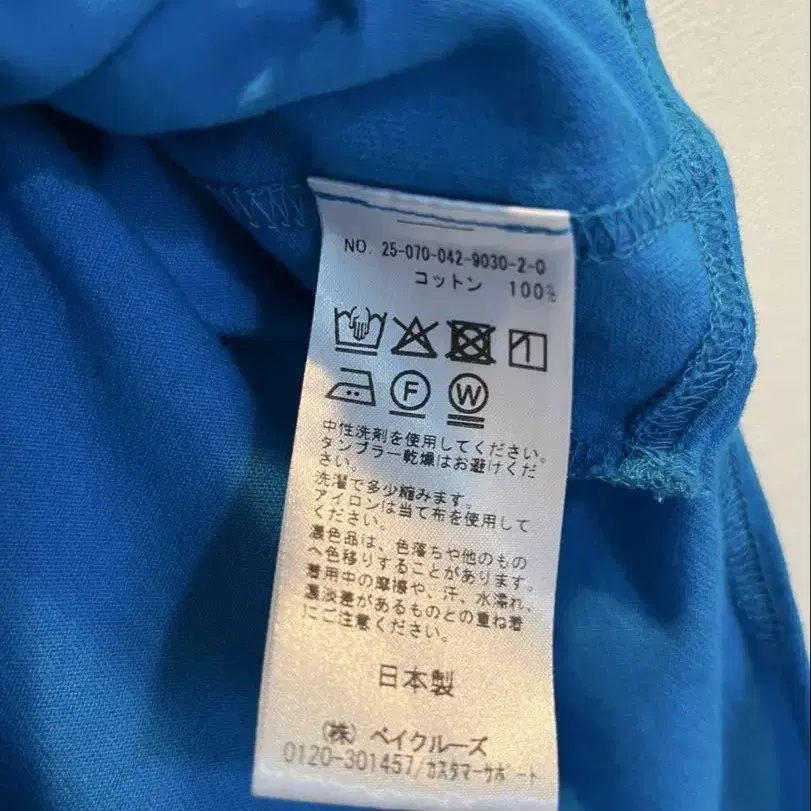 NO. 25-070-042-9030-2-0
コットン 100%
F W
中性洗剤を使用してください。
タンブラー乾燥はお避けくだ
さい。
洗濯で多少縮みます。
アイロンは当て布を使用して
ください。
濃色品は、色落ちや他のもの
へ色移りすることがあります。
着用中の摩擦や、汗、水濡れ、
濃淡差があるものとの重ね着
にご注意ください。
日本製
(株) ベイクルーズ
0120-301457/カスタマーサポート